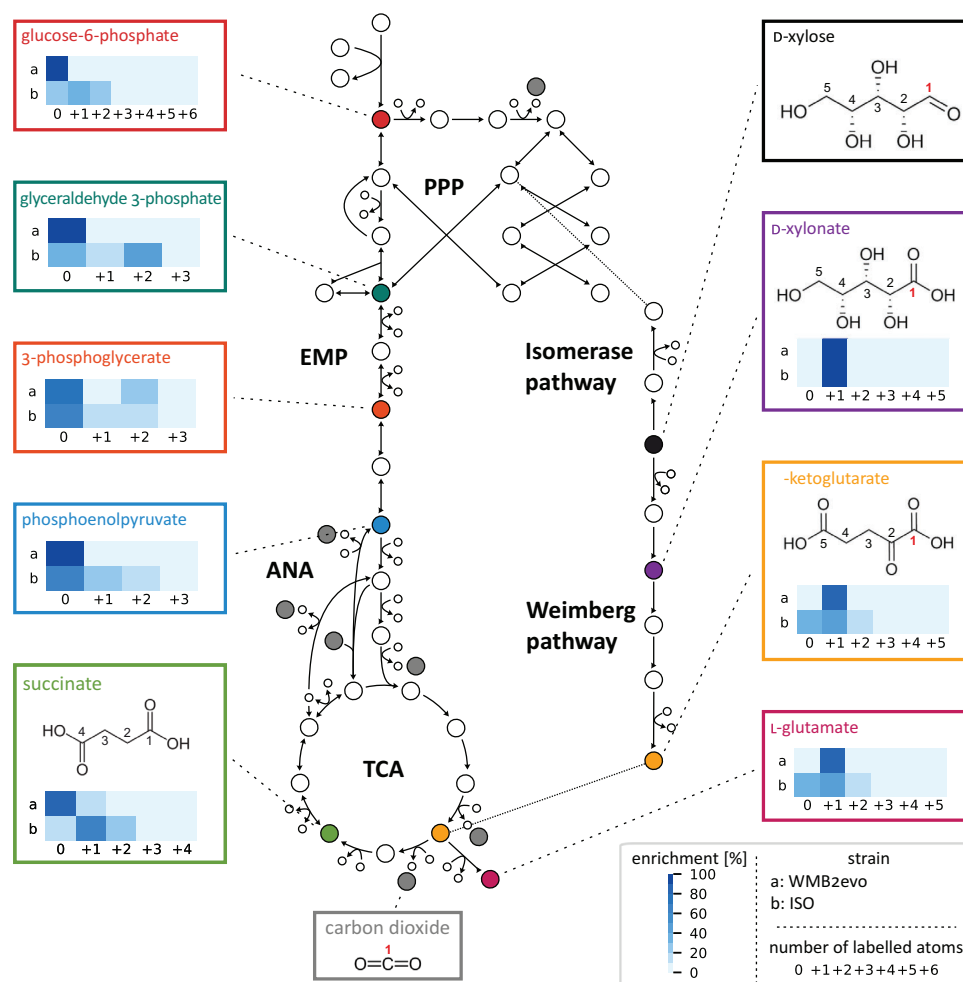 glucose-6-phosphate
a
b
0 +1 +2 +3 +4 +5 +6
glyceraldehyde 3-phosphate
a
b
0 +1 +2 +3
3-phosphoglycerate
a
b
0 +1 +2 +3
phosphoenolpyruvate
a
b
0 +1 +2 +3
succinate
HO
4
3
2
1
O
OH
O
a
b
0 +1 +2 +3 +4
PPP
EMP
ANA
TCA
Isomerase
pathway
Weimberg
pathway
carbon dioxide
1
O=C=O
D-xylose
OH
5
4
3
2
1
HO
O
OH
OH
D-xylonate
OH
O
5
4
3
2
1
HO
OH
OH
OH
a
b
0 +1 +2 +3 +4 +5
-ketoglutarate
O
O
4
2
HO
5
3
1
OH
O
a
b
0 +1 +2 +3 +4 +5
L-glutamate
a
b
0 +1 +2 +3 +4 +5
enrichment [%]
100
80
60
40
20
0
strain
a: WMB2evo
b: ISO
number of labelled atoms
0 +1 +2 +3 +4 +5 +6